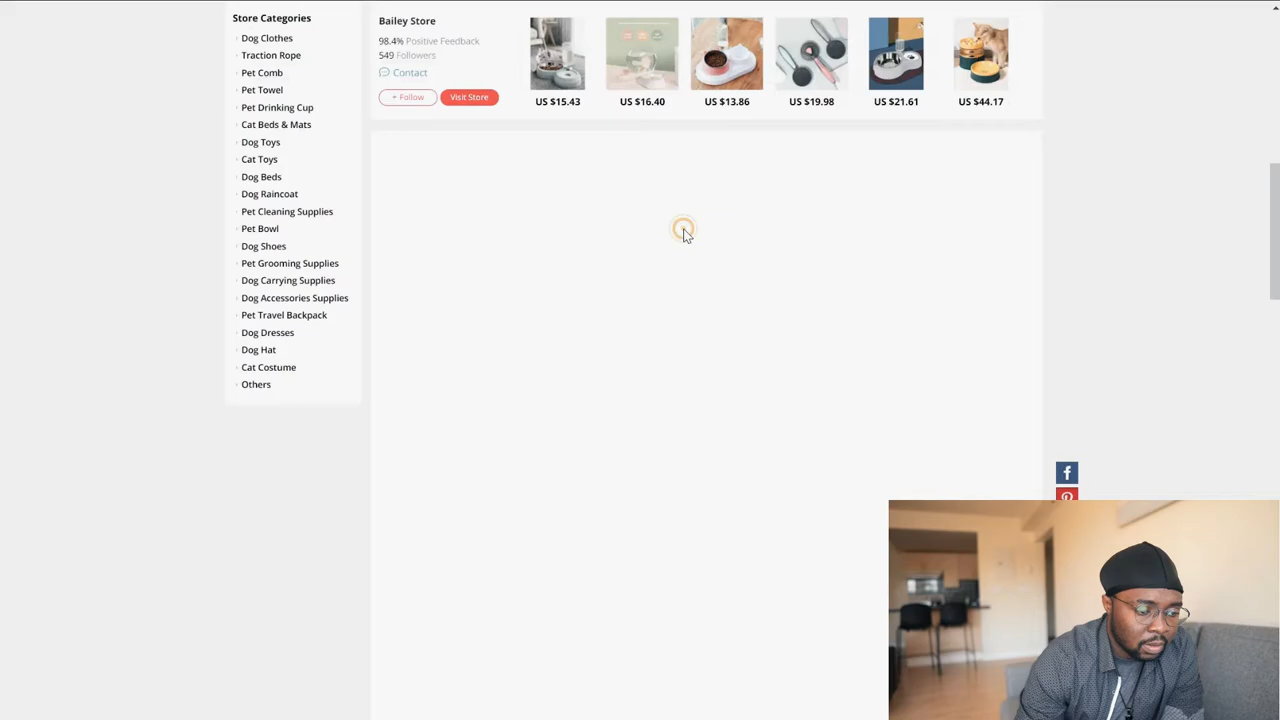 Store Categories
Dog Clothes
Traction Rope
Pet Comb
Pet Towel
Pet Drinking Cup
Cat Beds & Mats
Dog Toys
Cat Toys
Dog Beds
Dog Raincoat
Pet Cleaning Supplies
Pet Bowl
Dog Shoes
Pet Grooming Supplies
Dog Carrying Supplies
Dog Accessories Supplies
Pet Travel Backpack
Dog Dresses
Dog Hat
Cat Costume
Others
Bailey Store
98.4% Positive Feedback
549 Followers
Contact
+ Follow
Visit Store
US $15.43
US $16.40
US $13.86
US $19.98
US $21.61
US $44.17